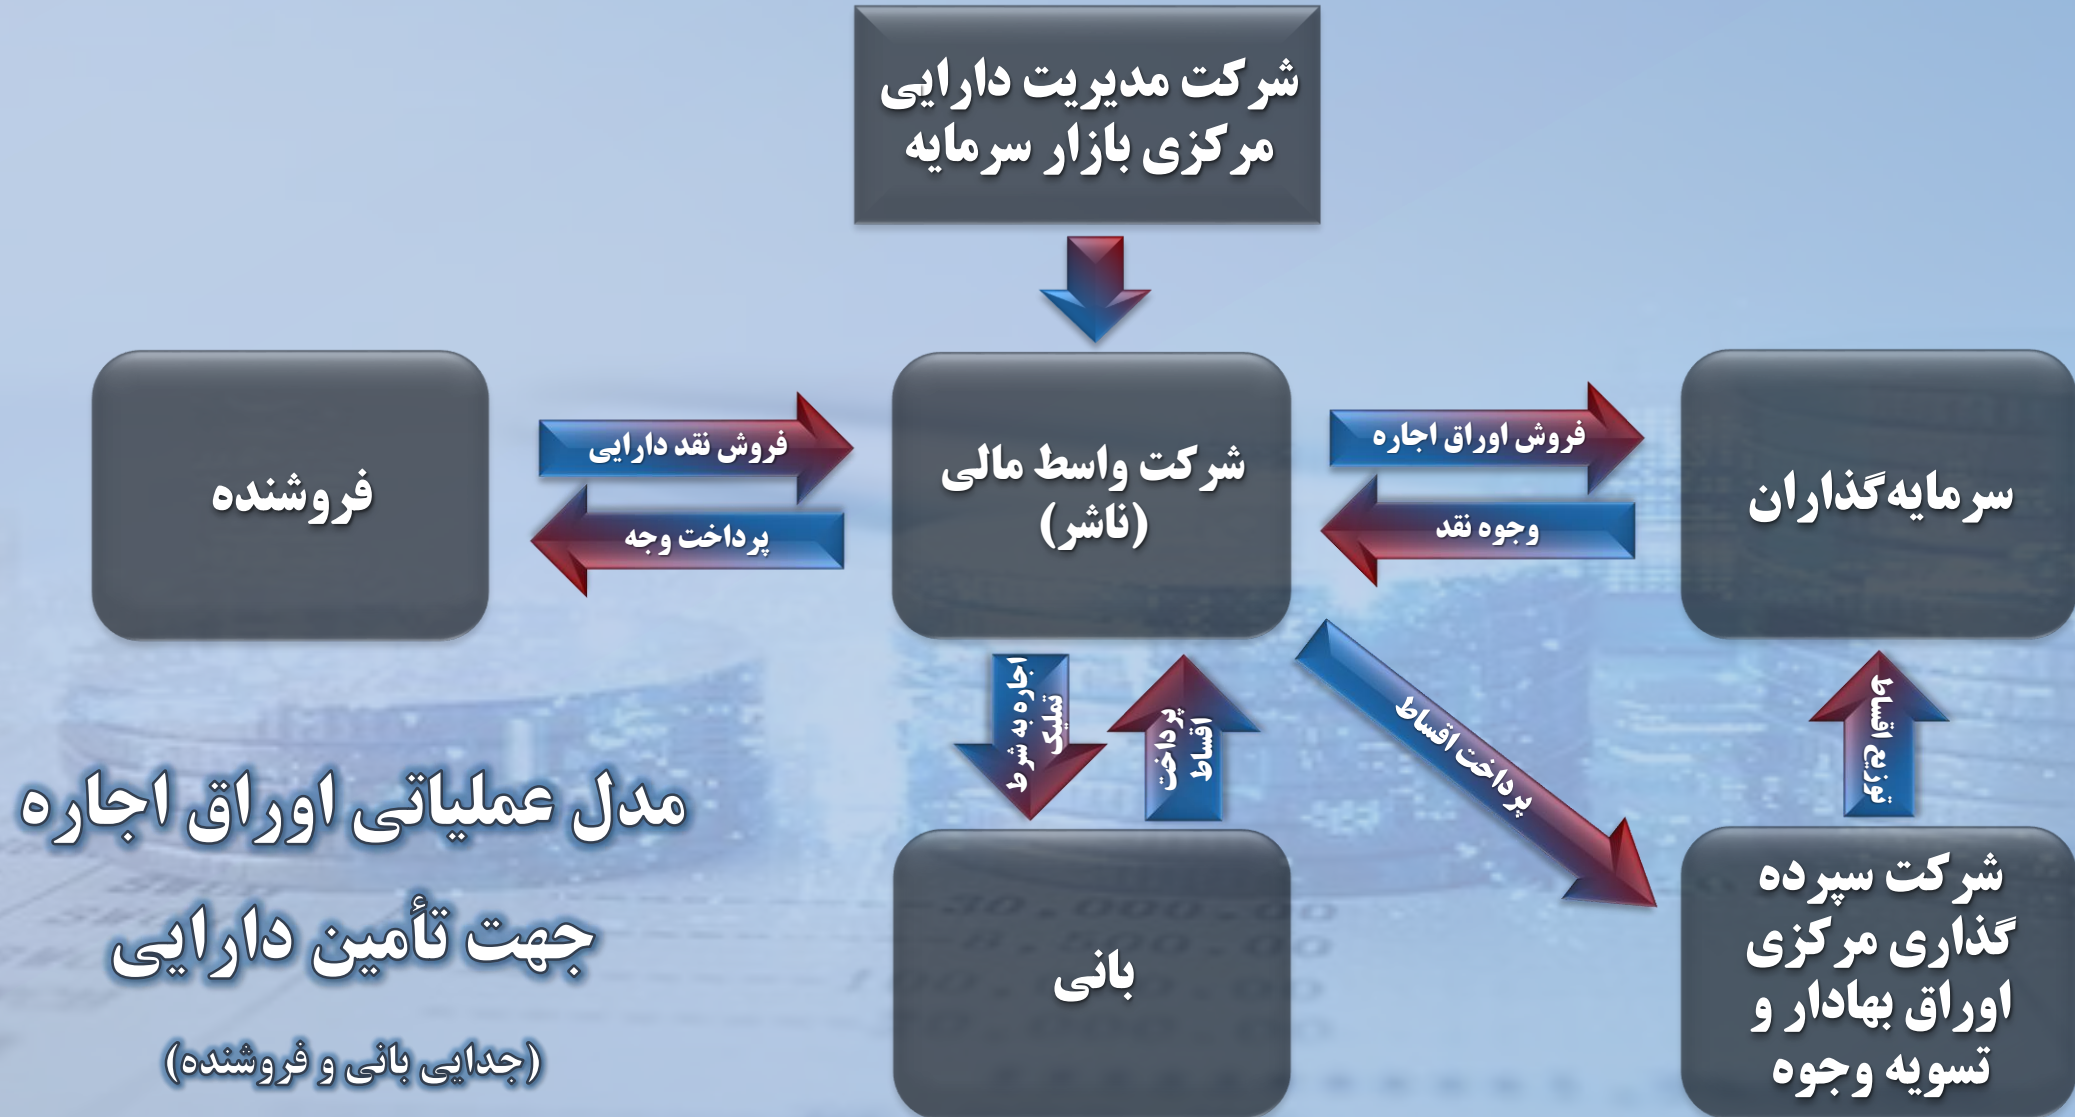 شرکت مدیریت دارایی
مرکزی بازار سرمایه
سرمایه‌گذاران
فروش اوراق اجاره
وجوه نقد
شرکت واسط مالی
(ناشر)
فروش نقد دارایی
پرداخت وجه
فروشنده
توزیع اقساط
پرداخت اقساط
پرداخت
اقساط
اجاره به شرط
تملیک
شرکت سپرده
گذاری مرکزی
اوراق بهادار و
تسویه وجوه
بانی
مدل عملیاتی اوراق اجاره
جهت تأمین دارایی
(جدایی بانی و فروشنده)